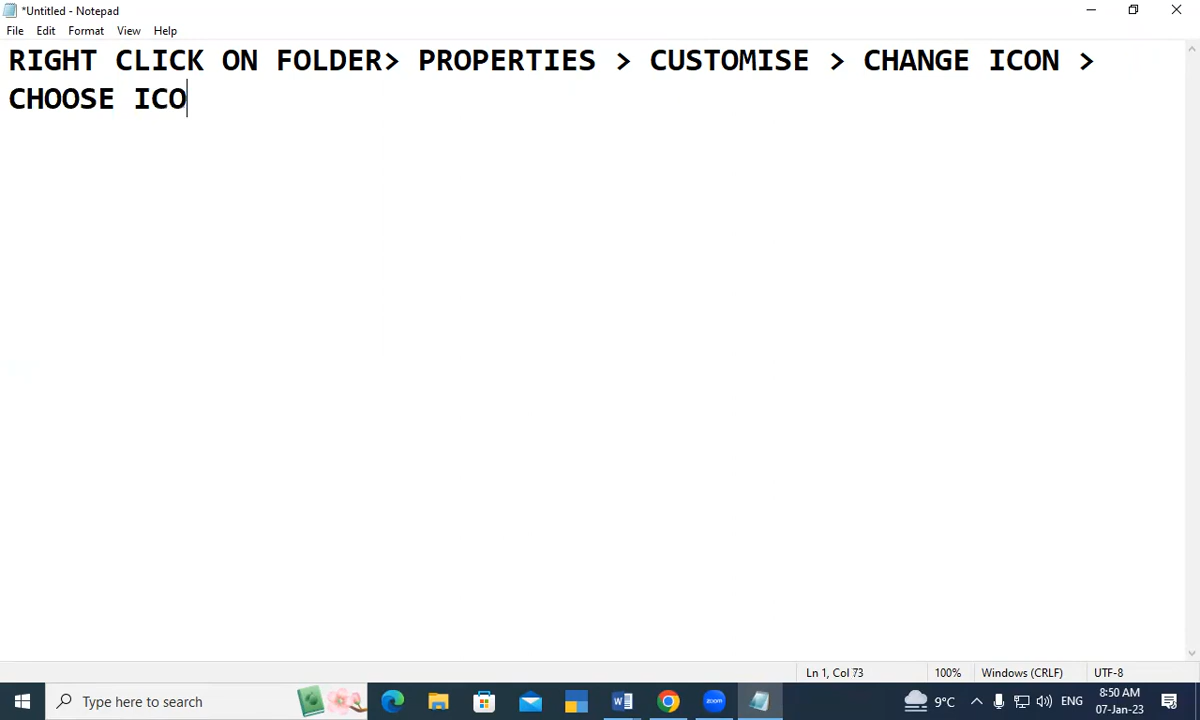 *Untitled - Notepad
File Edit Format View Help
RIGHT CLICK ON FOLDER> PROPERTIES > CUSTOMISE > CHANGE ICON >
CHOOSE ICO
Ln 1, Col 73 100% Windows (CRLF) UTF-8
Type here to search
zoom
9°C
ENG
8:50 AM
07-Jan-23